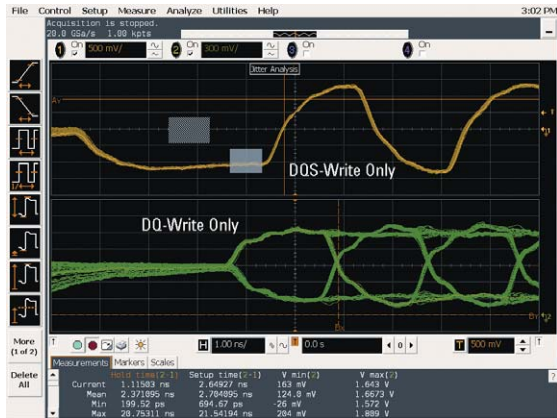 File Control Setup Measure Analyze Utilities Help 3:02 PM
Acquisition is stopped.
20.0 GSa/s 1.00 kpts
1 On 500 mV/ 2 On 300 mV/ 3 On 4 On
Jitter Analysis
Ay
DQS-Write Only
DQ-Write Only
More
(1 of 2)
Delete
All
H 1.00 ns/ 0.0 s 0 T 500 mV
Measurements Markers Scales
Hold time(2-1) Setup time(2-1) V min(2) V max(2)
Current 1.11503 ns 2.64927 ns 163 mV 1.643 V
Mean 2.371895 ns 2.704895 ns 124.8 mV 1.6673 V
Min 199.52 ps 694.67 ps 26 mV 1.572 V
Max 20.75311 ns 21.54194 ns 204 mV 1.889 V